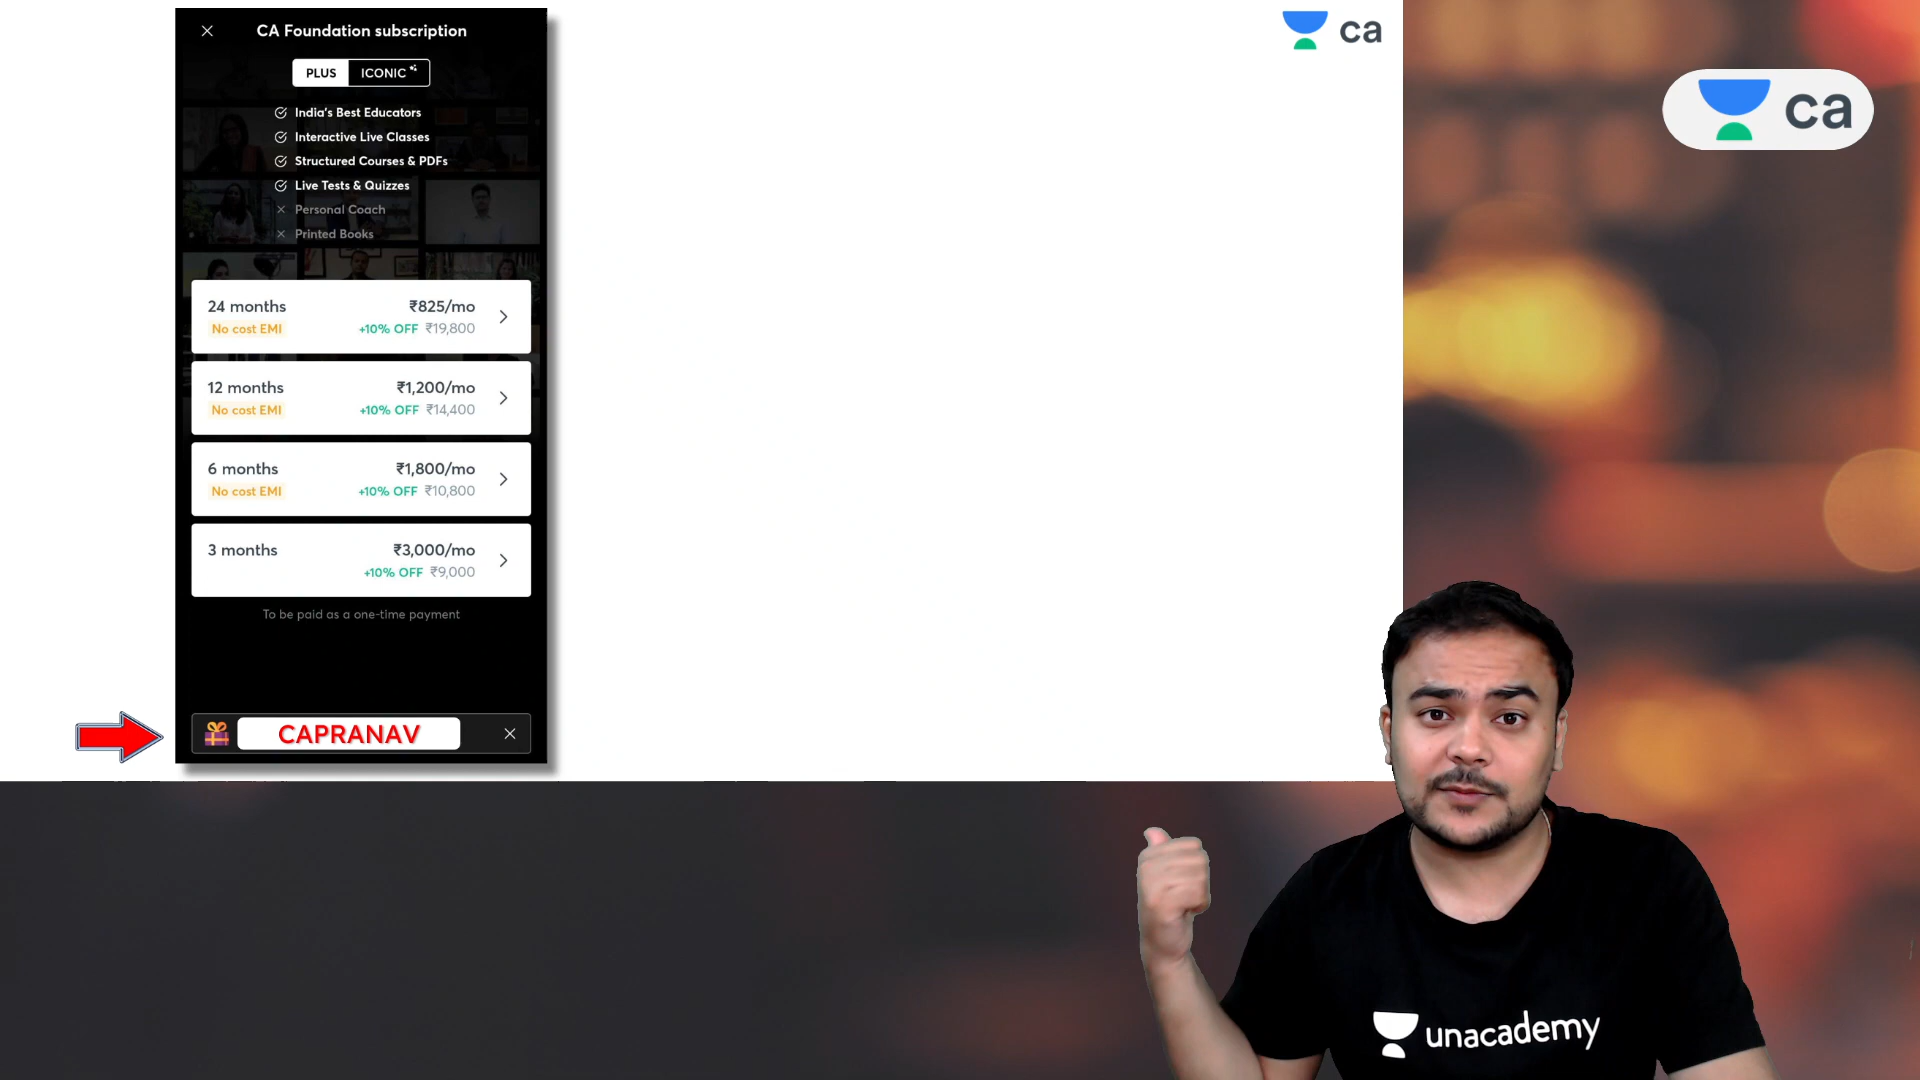 CA Foundation subscription
PLUS ICONIC
India's Best Educators
Interactive Live Classes
Structured Courses & PDFs
Live Tests & Quizzes
Personal Coach
Printed Books
24 months ₹825/mo
No cost EMI +10% OFF ₹19,800
12 months ₹1,200/mo
No cost EMI +10% OFF ₹14,400
6 months ₹1,800/mo
No cost EMI +10% OFF ₹10,800
3 months ₹3,000/mo
+10% OFF ₹9,000
To be paid as a one-time payment
CAPRANAV
ca
ca
unacademy